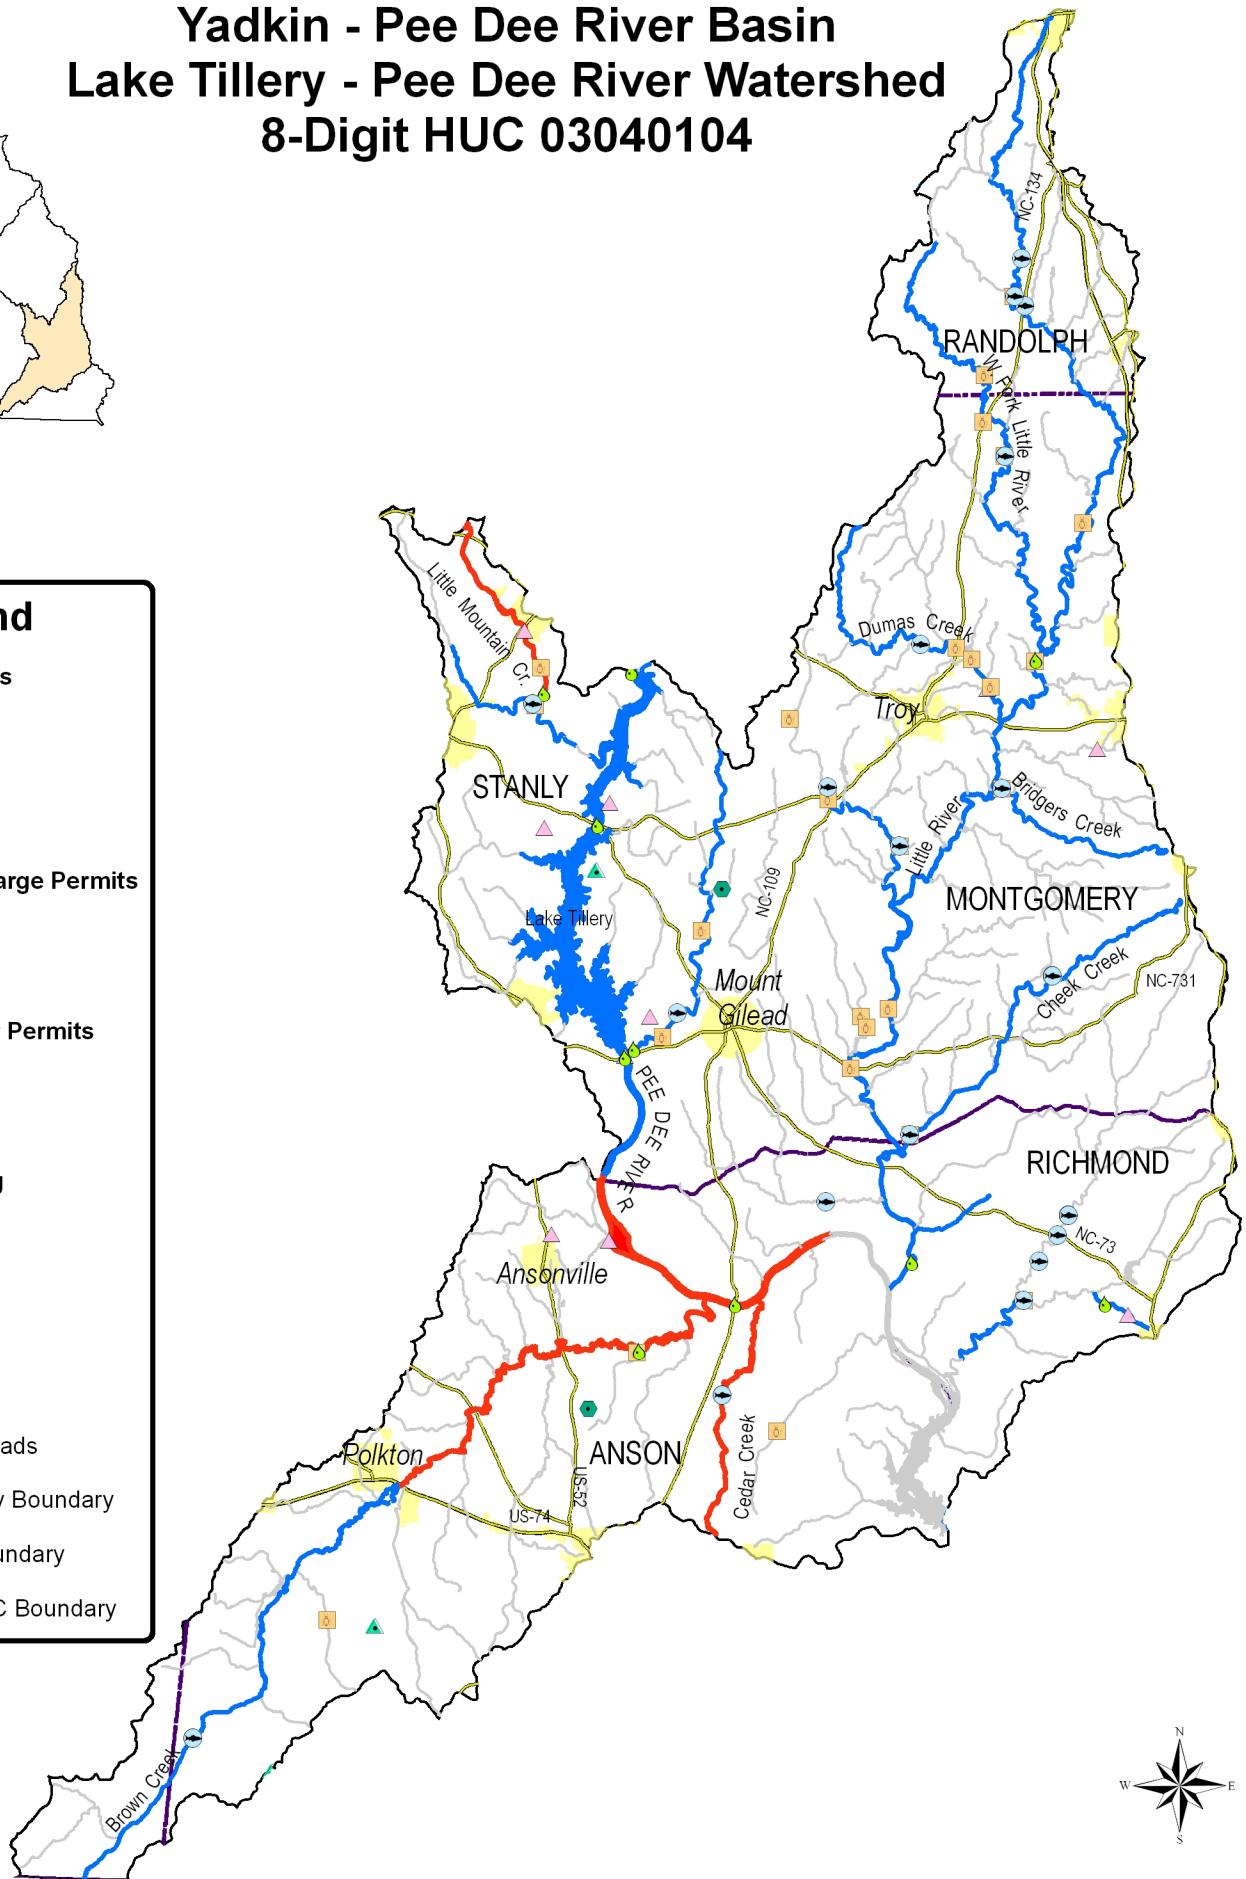 Yadkin - Pee Dee River Basin
Lake Tillery - Pee Dee River Watershed
8-Digit HUC 03040104
NC-134
RANDOLPH
W Fork Little River
Little Mountain Cr.
Dumas Creek
Troy
STANLY
Bridgers Creek
Little River
MONTGOMERY
NC-109
Lake Tillery
Cheek Creek
NC-731
Mount
Gilead
PEE DEE RIVER
RICHMOND
NC-73
Ansonville
Polkton
ANSON
Cedar Creek
US-52
US-74
Brown Creek
nd
s
arge Permits
Permits
g
ads
y Boundary
undary
C Boundary
N
W
E
S